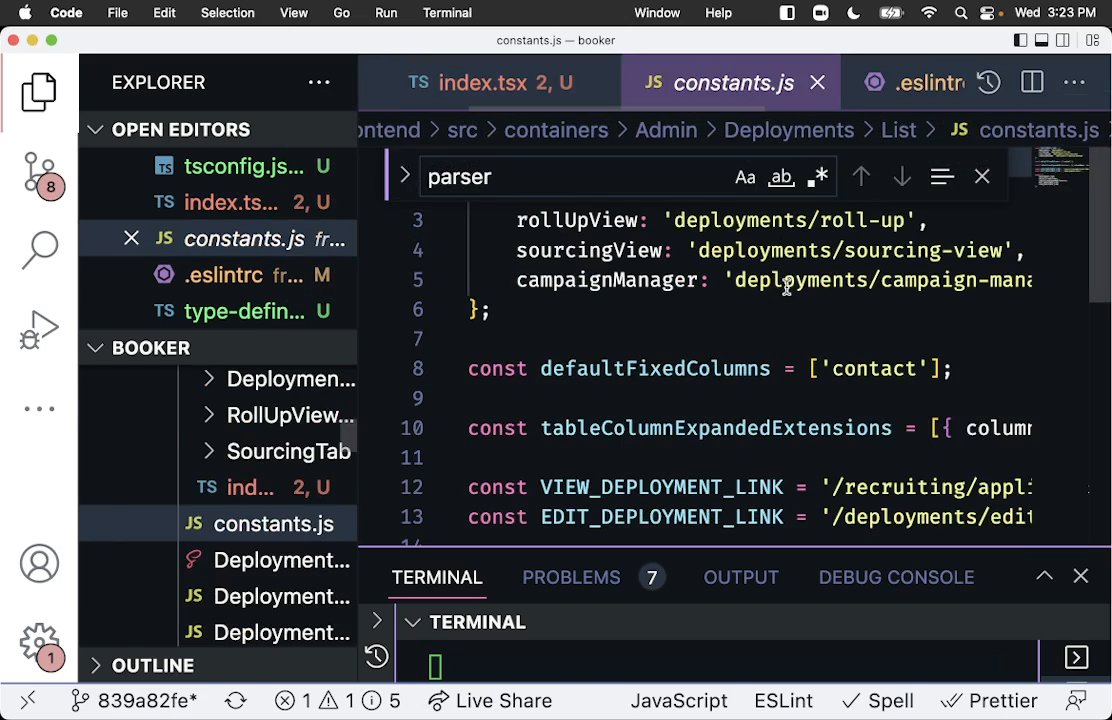 Code File Edit Selection View Go Run Terminal Window Help Wed 3:23 PM
constants.js — booker
EXPLORER
OPEN EDITORS
TS tsconfig.js... U
TS index.ts... 2, U
JS constants.js fr...
.eslintrc fr... M
TS type-defin... U
BOOKER
Deploymen...
RollUpView...
SourcingTab
TS ind... 2, U
JS constants.js
Deployment...
JS Deployment...
JS Deployment...
OUTLINE
8
1
TS index.tsx 2, U
JS constants.js
.eslintr
ontend > src > containers > Admin > Deployments > List > JS constants.js
parser Aa ab .*
3 rollUpView: 'deployments/roll-up',
4 sourcingView: 'deployments/sourcing-view',
5 campaignManager: 'deployments/campaign-mana
6 };
7
8 const defaultFixedColumns = ['contact'];
9
10 const tableColumnExpandedExtensions = [{ colum
11
12 const VIEW_DEPLOYMENT_LINK = '/recruiting/appli
13 const EDIT_DEPLOYMENT_LINK = '/deployments/edit
14
TERMINAL PROBLEMS 7 OUTPUT DEBUG CONSOLE
TERMINAL
839a82fe* 1 1 5 Live Share JavaScript ESLint Spell Prettier